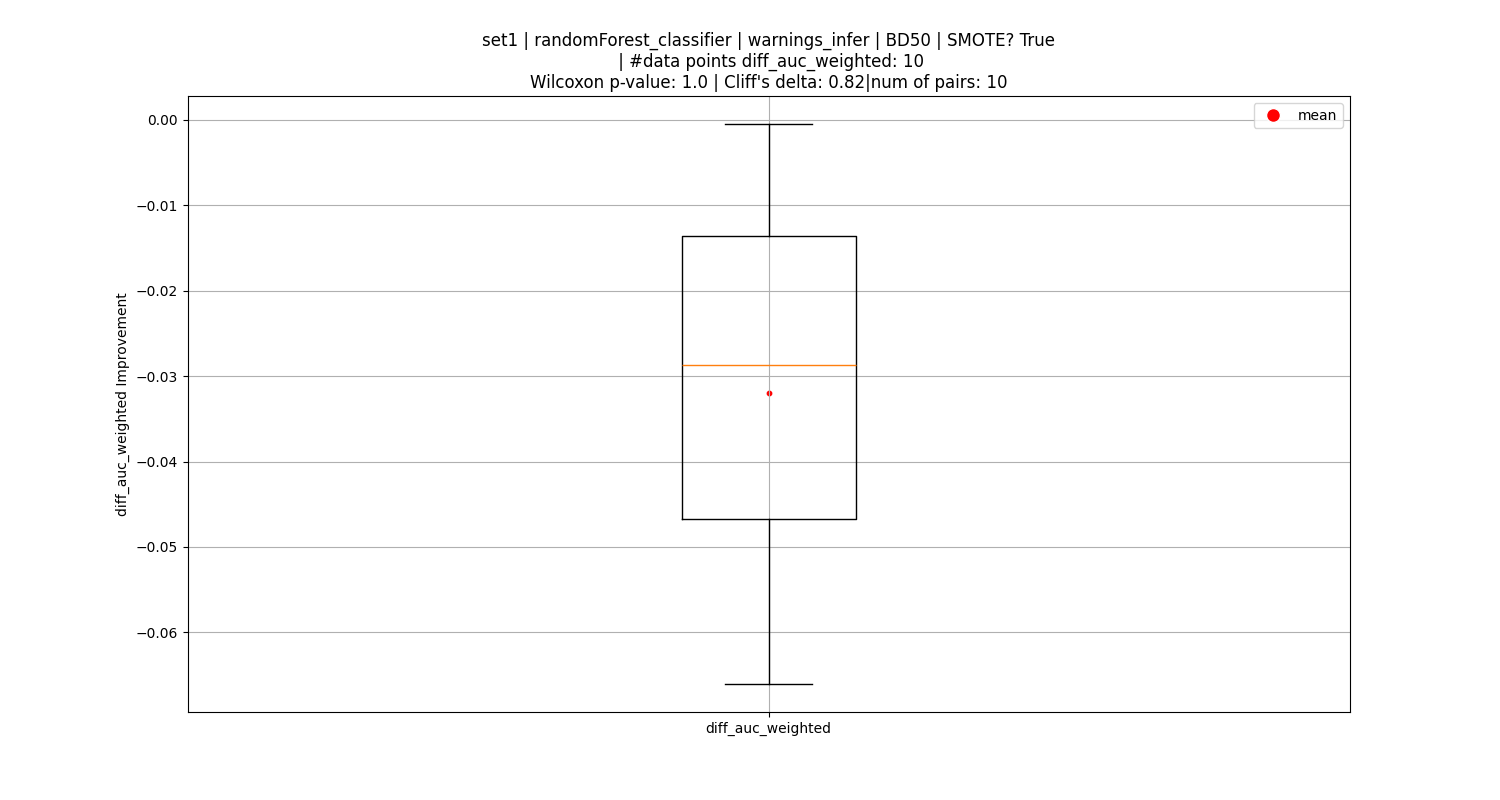 set1 | randomForest_classifier | warnings_infer | BD50 | SMOTE? True
| #data points diff_auc_weighted: 10
Wilcoxon p-value: 1.0 | Cliff's delta: 0.82|num of pairs: 10
mean
0.00
−0.01
−0.02
−0.03
−0.04
−0.05
−0.06
diff_auc_weighted Improvement
diff_auc_weighted